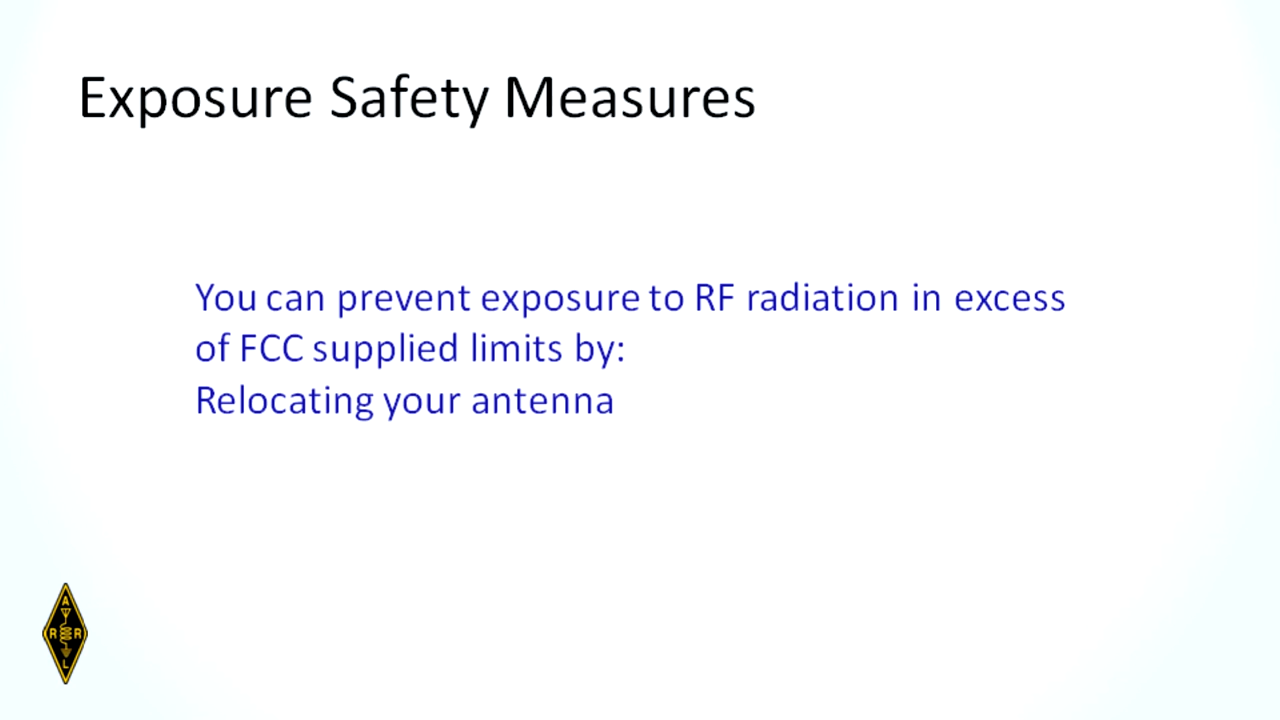 Exposure Safety Measures
You can prevent exposure to RF radiation in excess
of FCC supplied limits by:
Relocating your antenna
A
R R
L